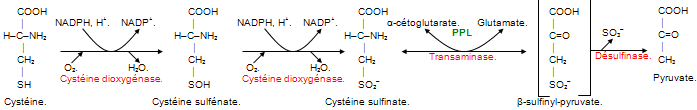 COOH
H–C–NH₂
CH₂
SH
Cystéine.
NADPH, H⁺. NADP⁺.
O₂. H₂O.
Cystéine dioxygénase.
COOH
H–C–NH₂
CH₂
SOH
Cystéine sulfénate.
NADPH, H⁺. NADP⁺.
O₂. H₂O.
Cystéine dioxygénase.
COOH
H–C–NH₂
CH₂
SO₂⁻
Cystéine sulfinate.
α-cétoglutarate. Glutamate.
PPL
Transaminase.
COOH
C=O
CH₂
SO₂⁻
β-sulfinyl-pyruvate.
SO₂⁻
Désulfinase.
COOH
C=O
CH₃
Pyruvate.